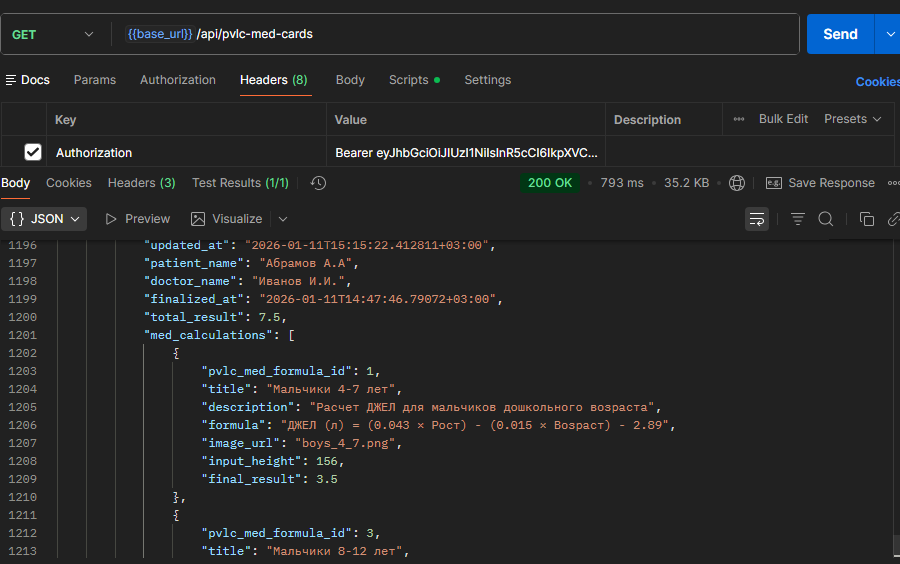 GET {{base_url}} /api/pvlc-med-cards Send
Docs Params Authorization Headers (8) Body Scripts Settings Cookies
Key Value Description Bulk Edit Presets
Authorization Bearer eyJhbGciOiJIUzI1NiIsInR5cCI6IkpXVC...
Body Cookies Headers (3) Test Results (1/1) 200 OK 793 ms 35.2 KB e.g. Save Response
{} JSON Preview Visualize
1196 "updated_at": "2026-01-11T15:15:22.412811+03:00",
1197 "patient_name": "Абрамов А.А",
1198 "doctor_name": "Иванов И.И.",
1199 "finalized_at": "2026-01-11T14:47:46.79072+03:00",
1200 "total_result": 7.5,
1201 "med_calculations": [
1202 {
1203 "pvlc_med_formula_id": 1,
1204 "title": "Мальчики 4-7 лет",
1205 "description": "Расчет ДЖЕЛ для мальчиков дошкольного возраста",
1206 "formula": "ДЖЕЛ (л) = (0.043 × Рост) - (0.015 × Возраст) - 2.89",
1207 "image_url": "boys_4_7.png",
1208 "input_height": 156,
1209 "final_result": 3.5
1210 },
1211 {
1212 "pvlc_med_formula_id": 3,
1213 "title": "Мальчики 8-12 лет",